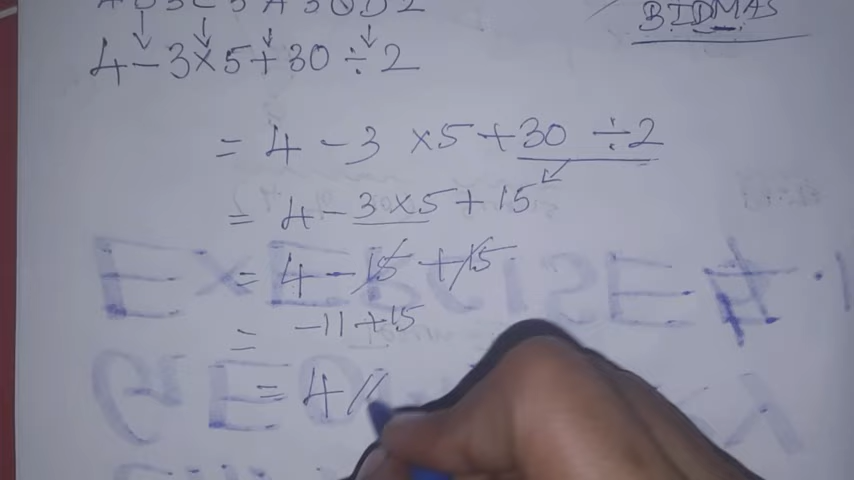 BIDMAS
4 - 3 × 5 + 30 ÷ 2
= 4 - 3 × 5 + 30 ÷ 2
= 4 - 3 × 5 + 15
= 4 - 15 + 15
= -11 + 15
= 4 //